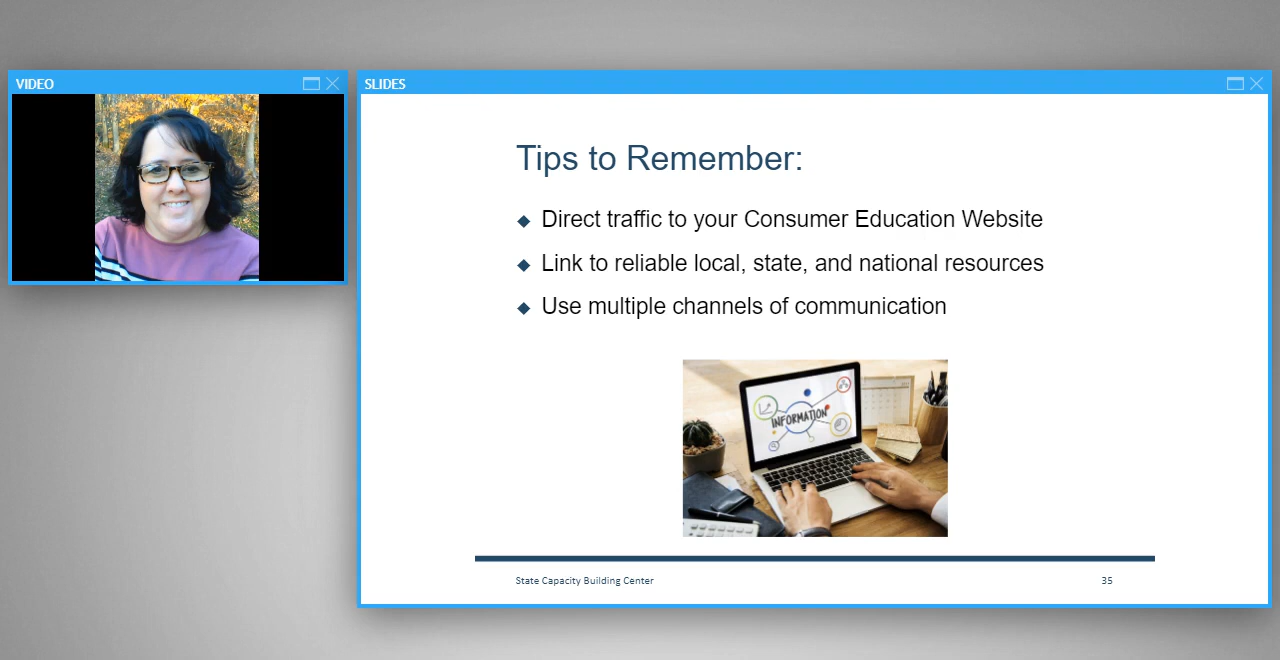 VIDEO
SLIDES
Tips to Remember:
Direct traffic to your Consumer Education Website
Link to reliable local, state, and national resources
Use multiple channels of communication
INFORMATION
State Capacity Building Center
35